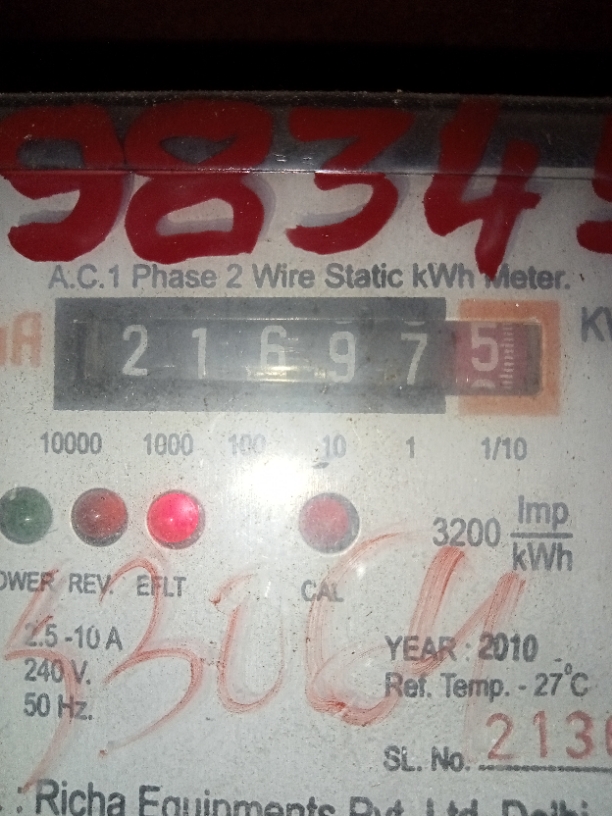 9834
A.C.1 Phase 2 Wire Static kWh Meter.
2 1 6 9 7 5
10000 1000 100 10 1 1/10
3200 Imp/kWh
REV. EFLT CAL
2.5 -10 A
240 V.
50 Hz.
YEAR : 2010
Ref. Temp. - 27°C
SL. No. 213
: Richa Equipments Pvt. Ltd. Delhi